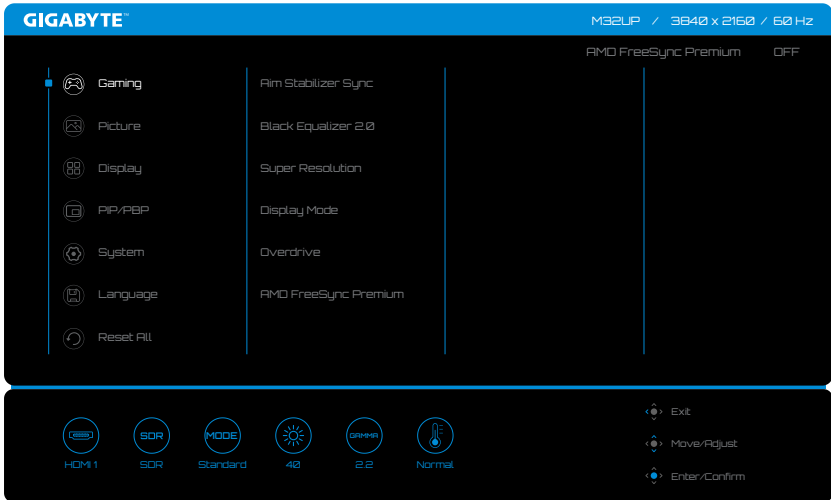 GIGABYTE™
M32UP / 3840 x 2160 / 60 Hz
AMD FreeSync Premium OFF
Gaming
Picture
Display
PIP/PBP
System
Language
Reset All
Aim Stabilizer Sync
Black Equalizer 2.0
Super Resolution
Display Mode
Overdrive
AMD FreeSync Premium
HDMI 1
SDR
SDR
MODE
Standard
40
GAMMA
2.2
Normal
Exit
Move/Adjust
Enter/Confirm